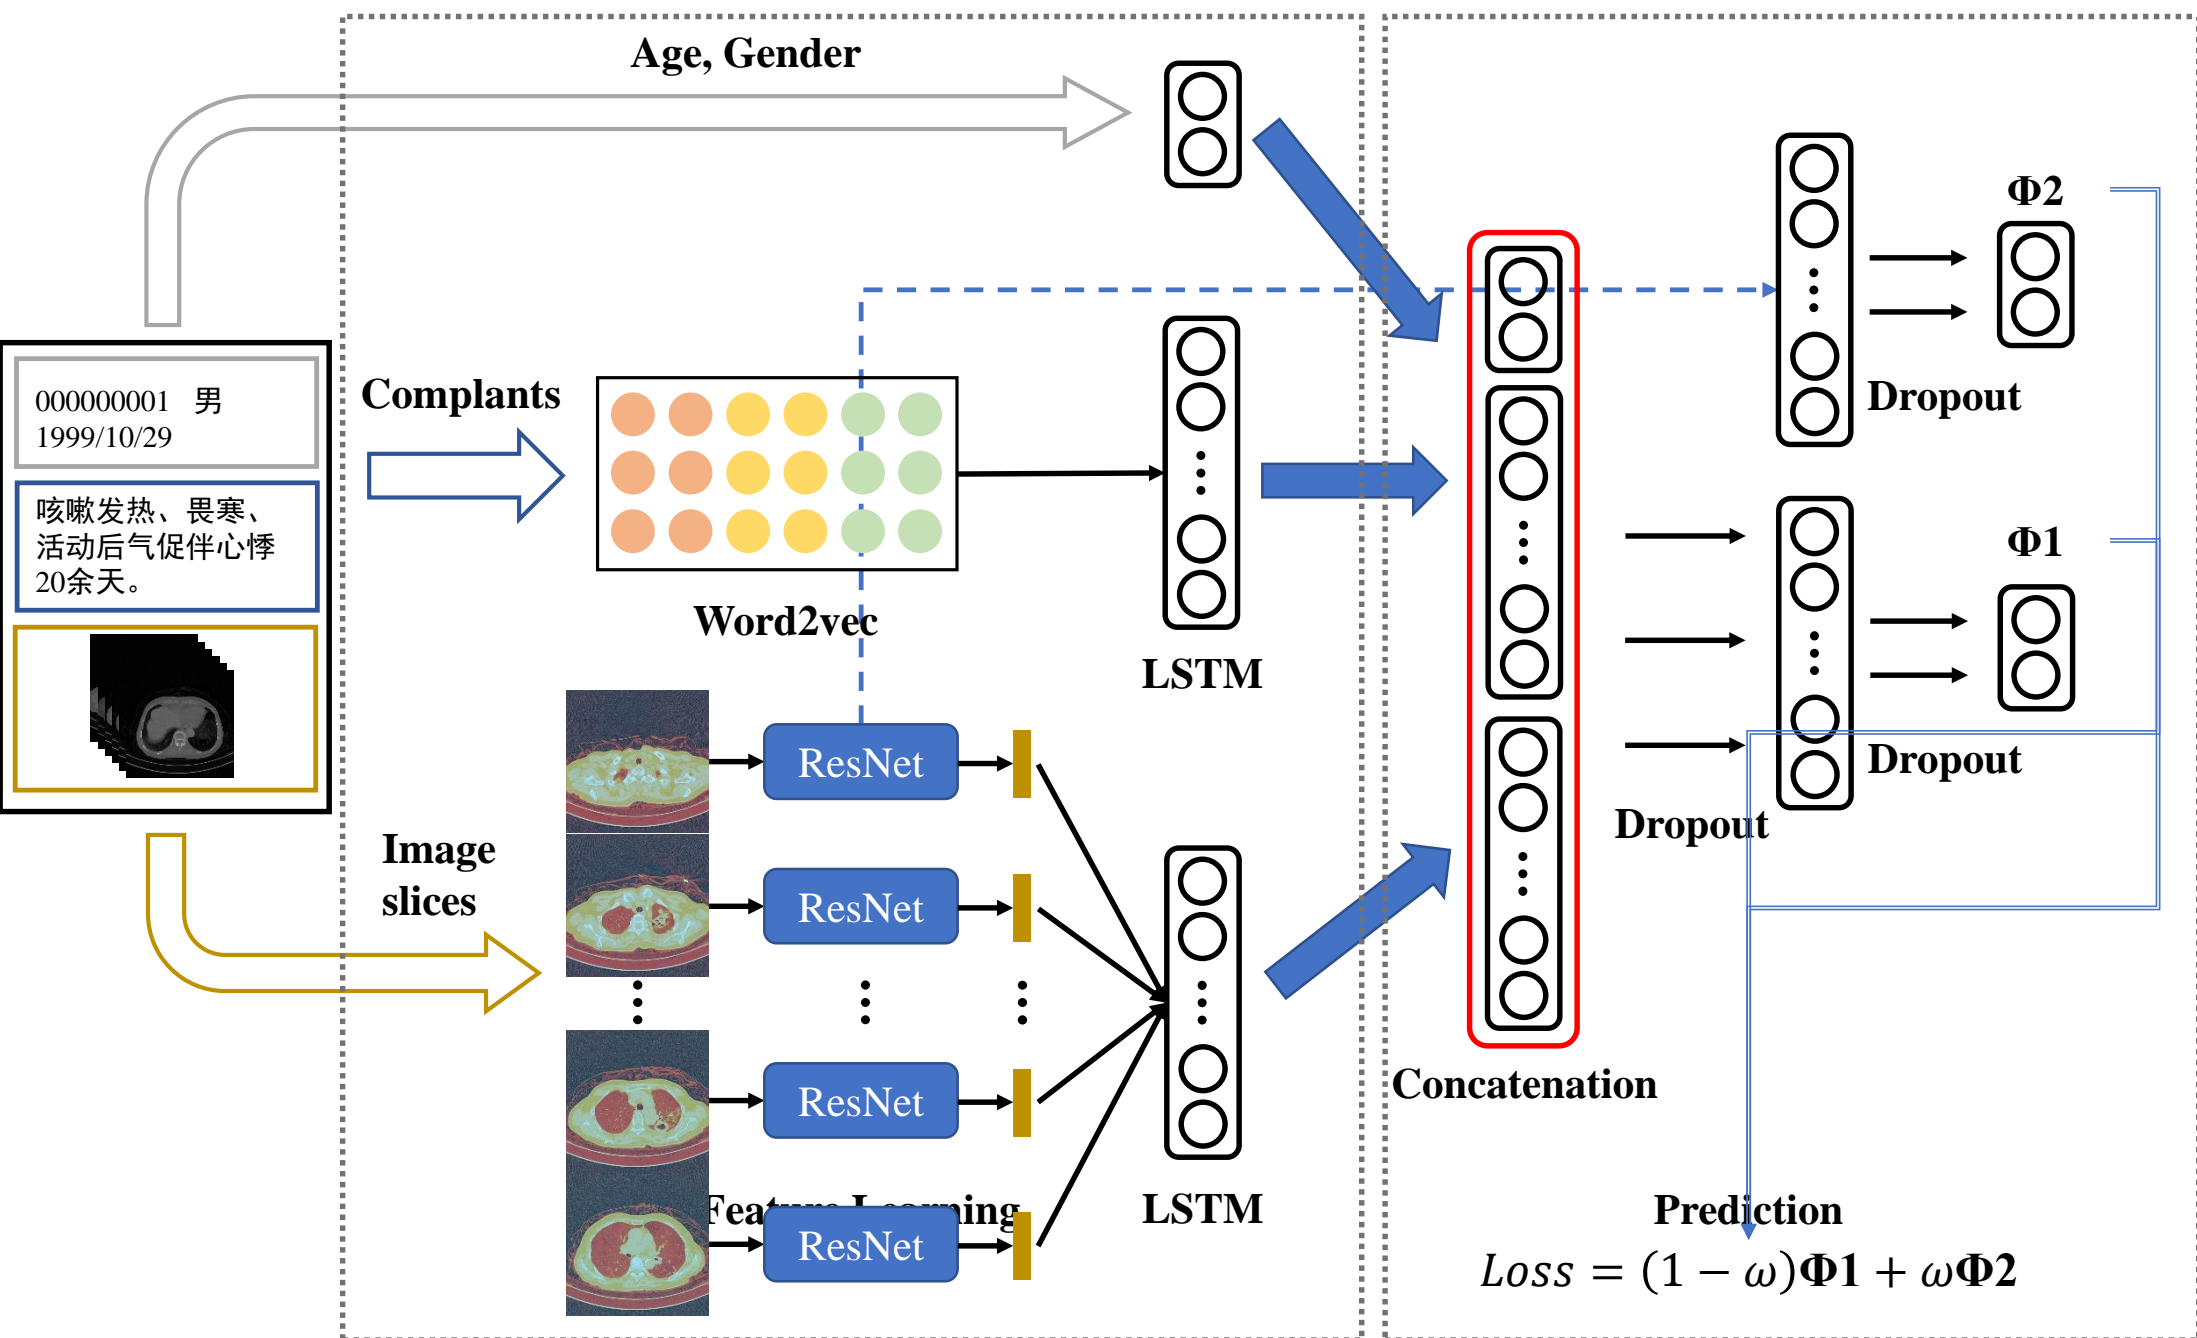 Age, Gender
000000001 男
1999/10/29
咳嗽发热、畏寒、
活动后气促伴心悸
20余天。
Complants
Word2vec
LSTM
Image
slices
ResNet
ResNet
ResNet
ResNet
Feature Learning
LSTM
Concatenation
Dropout
Φ2
Dropout
Φ1
Dropout
Prediction
Loss = (1 − ω)Φ1 + ωΦ2